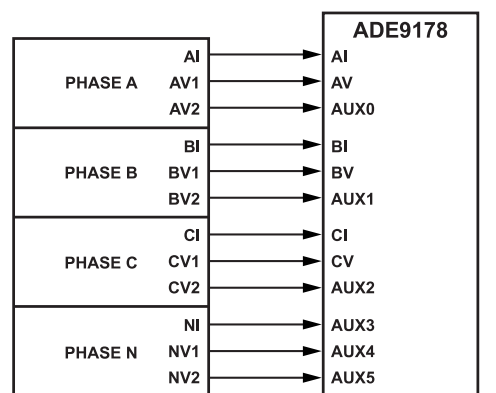 ADE9178
AI AI
PHASE A AV1 AV
AV2 AUX0
BI BI
PHASE B BV1 BV
BV2 AUX1
CI CI
PHASE C CV1 CV
CV2 AUX2
NI AUX3
PHASE N NV1 AUX4
NV2 AUX5